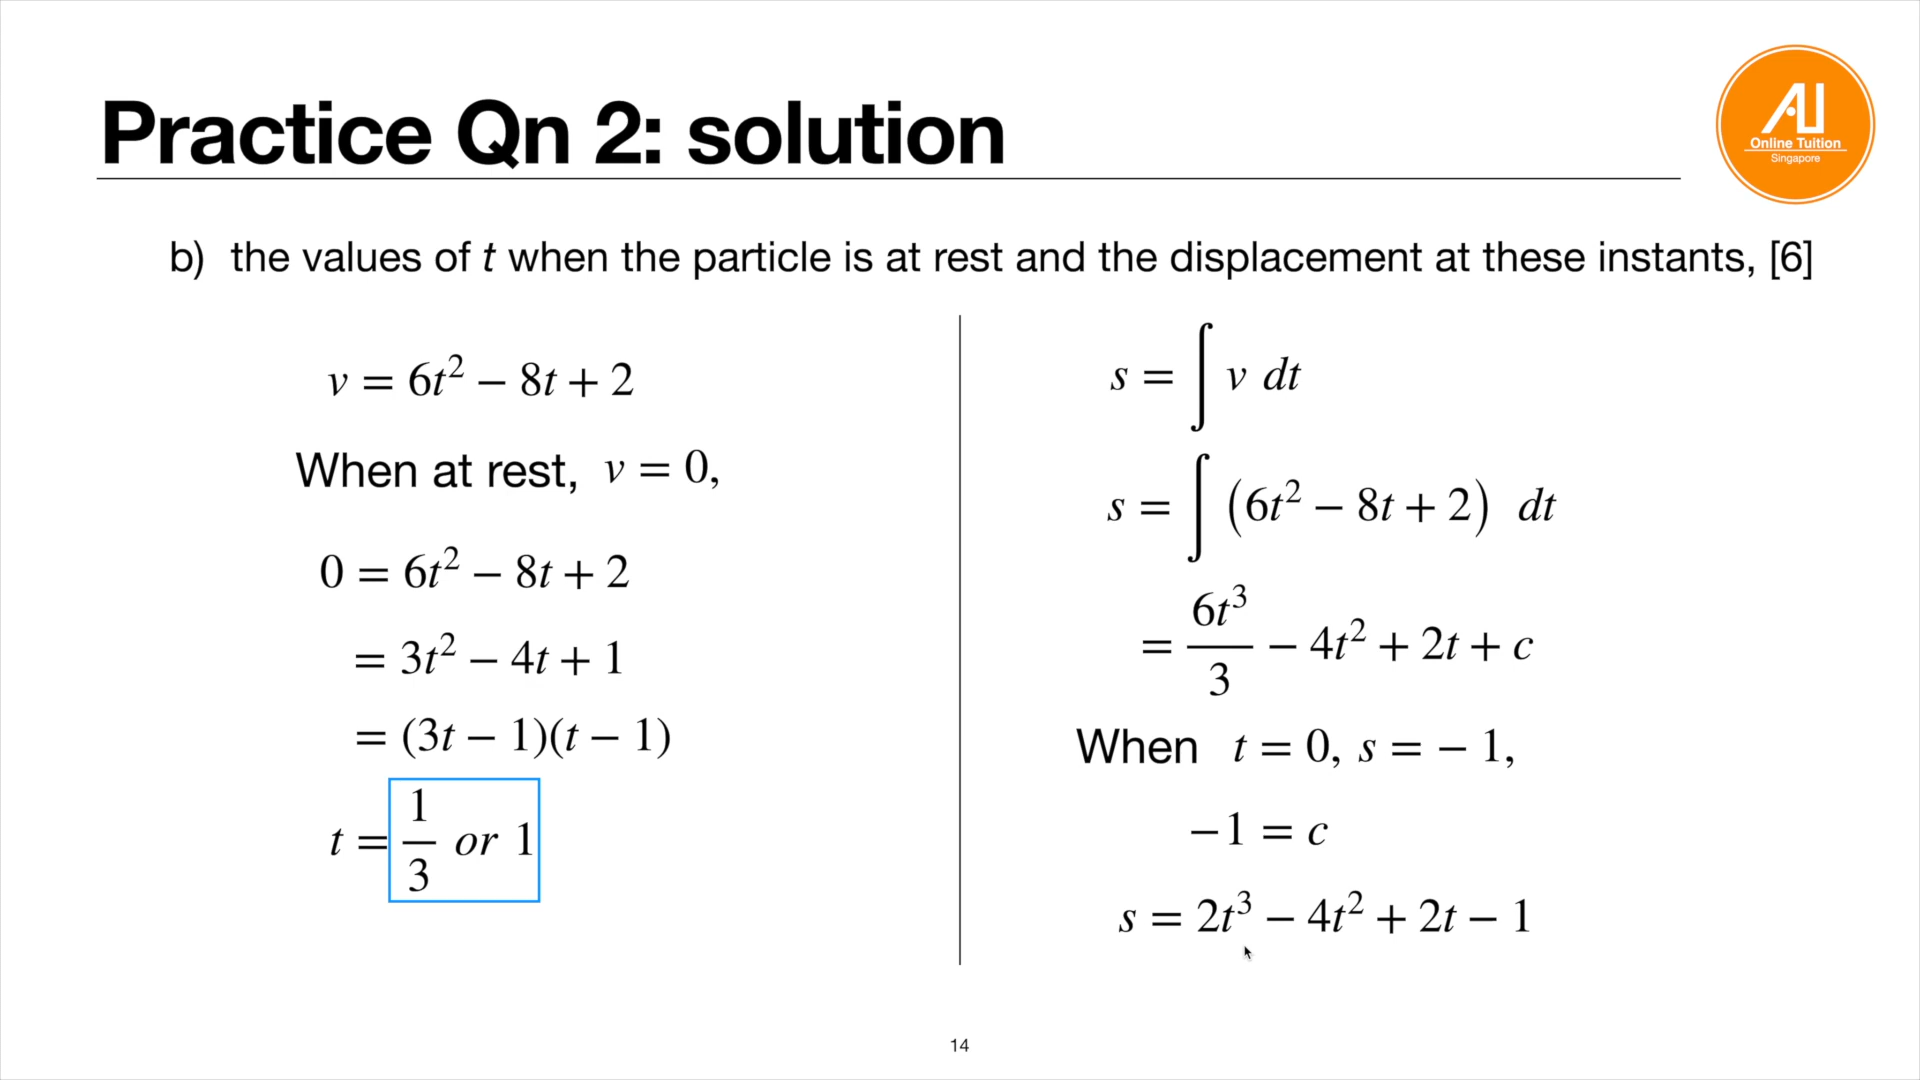 Practice Qn 2: solution
AI
Online Tuition
Singapore
b) the values of t when the particle is at rest and the displacement at these instants, [6]
v = 6t² − 8t + 2
When at rest, v = 0,
0 = 6t² − 8t + 2
= 3t² − 4t + 1
= (3t − 1)(t − 1)
t = 1/3 or 1
s = ∫ v dt
s = ∫ (6t² − 8t + 2) dt
= 6t³/3 − 4t² + 2t + c
When t = 0, s = − 1,
−1 = c
s = 2t³ − 4t² + 2t − 1
14